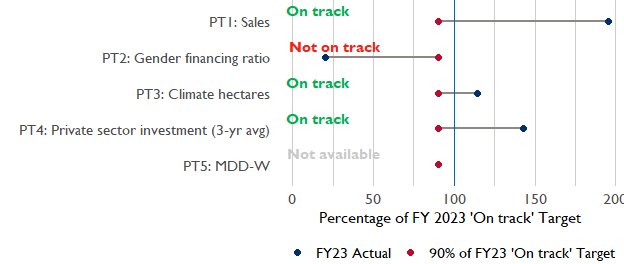 On track
PT1: Sales
Not on track
PT2: Gender financing ratio
On track
PT3: Climate hectares
On track
PT4: Private sector investment (3-yr avg)
Not available
PT5: MDD-W
0 50 100 150 200
Percentage of FY 2023 'On track' Target
FY23 Actual 90% of FY23 'On track' Target